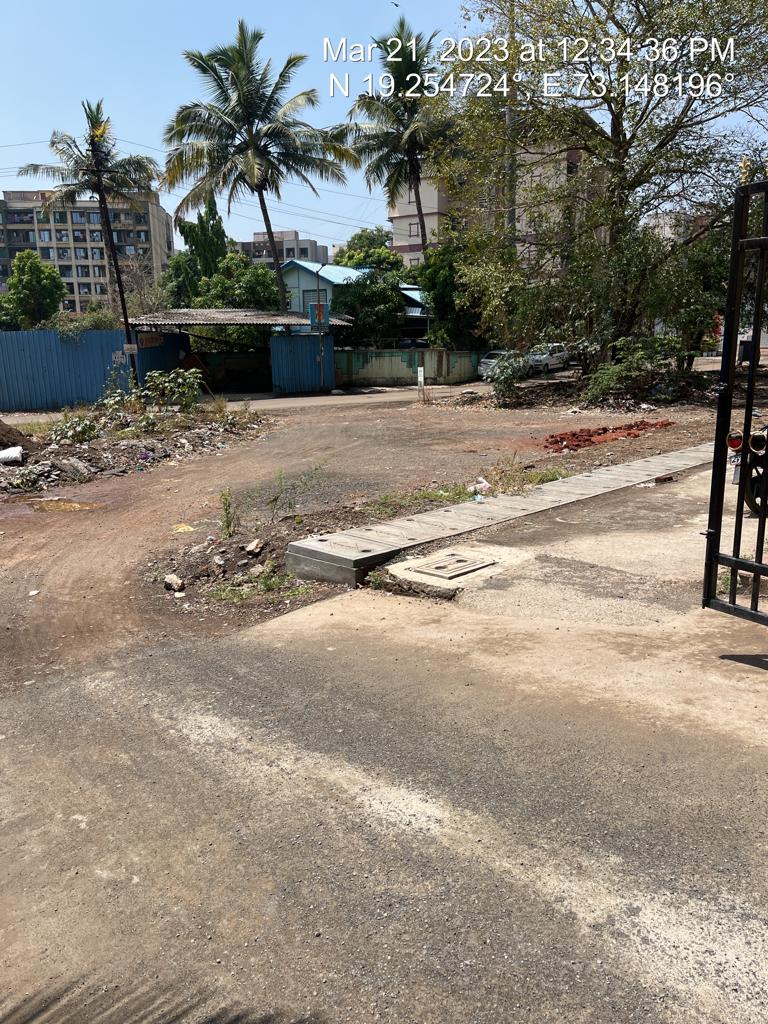 Mar 21, 2023 at 12:34:36 PM
N 19.254724°, E 73.148196°